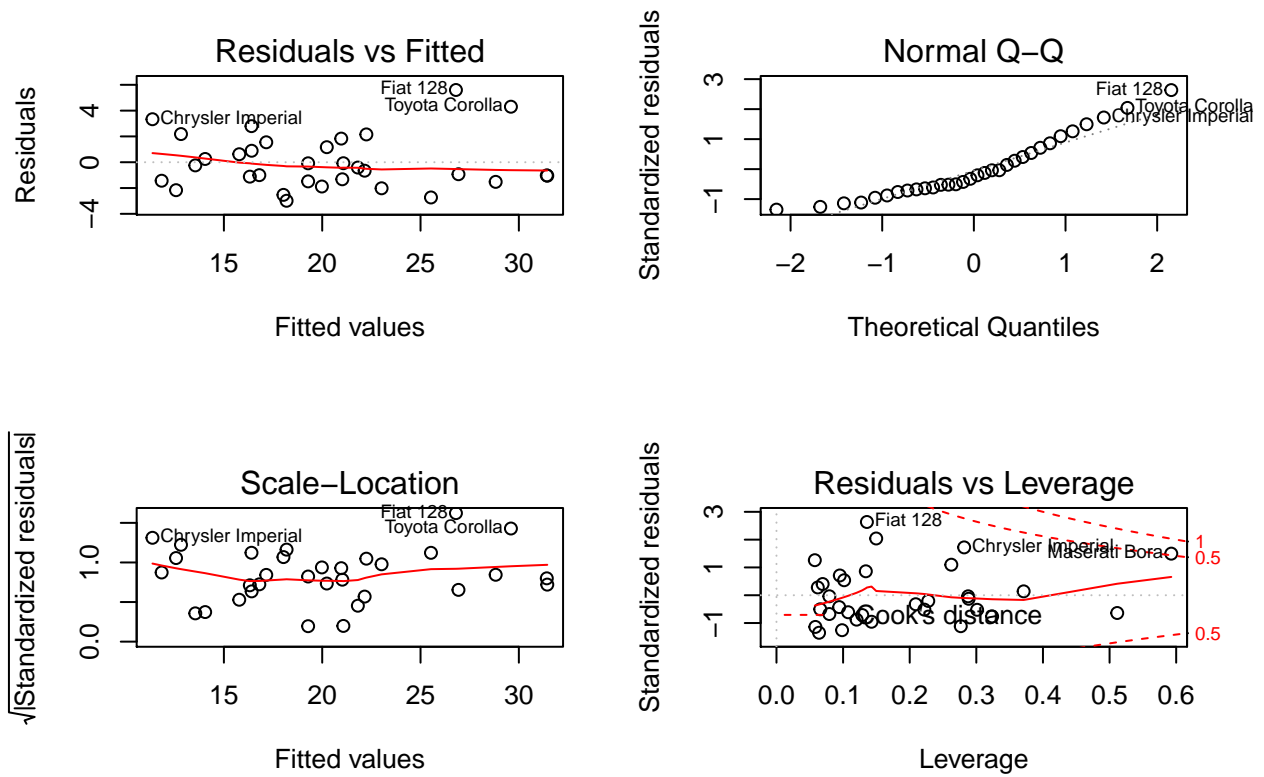 Residuals vs Fitted
Residuals
4
0
−4
Chrysler Imperial
Fiat 128
Toyota Corolla
15 20 25 30
Fitted values
Normal Q−Q
Standardized residuals
3
1
−1
Fiat 128
Toyota Corolla
Chrysler Imperial
−2 −1 0 1 2
Theoretical Quantiles
Scale−Location
√|Standardized residuals|
1.0
0.0
Chrysler Imperial
Fiat 128
Toyota Corolla
15 20 25 30
Fitted values
Residuals vs Leverage
Standardized residuals
3
1
−1
Fiat 128
Chrysler Imperial
Maserati Bora
1
0.5
0.5
Cook's distance
0.0 0.1 0.2 0.3 0.4 0.5 0.6
Leverage